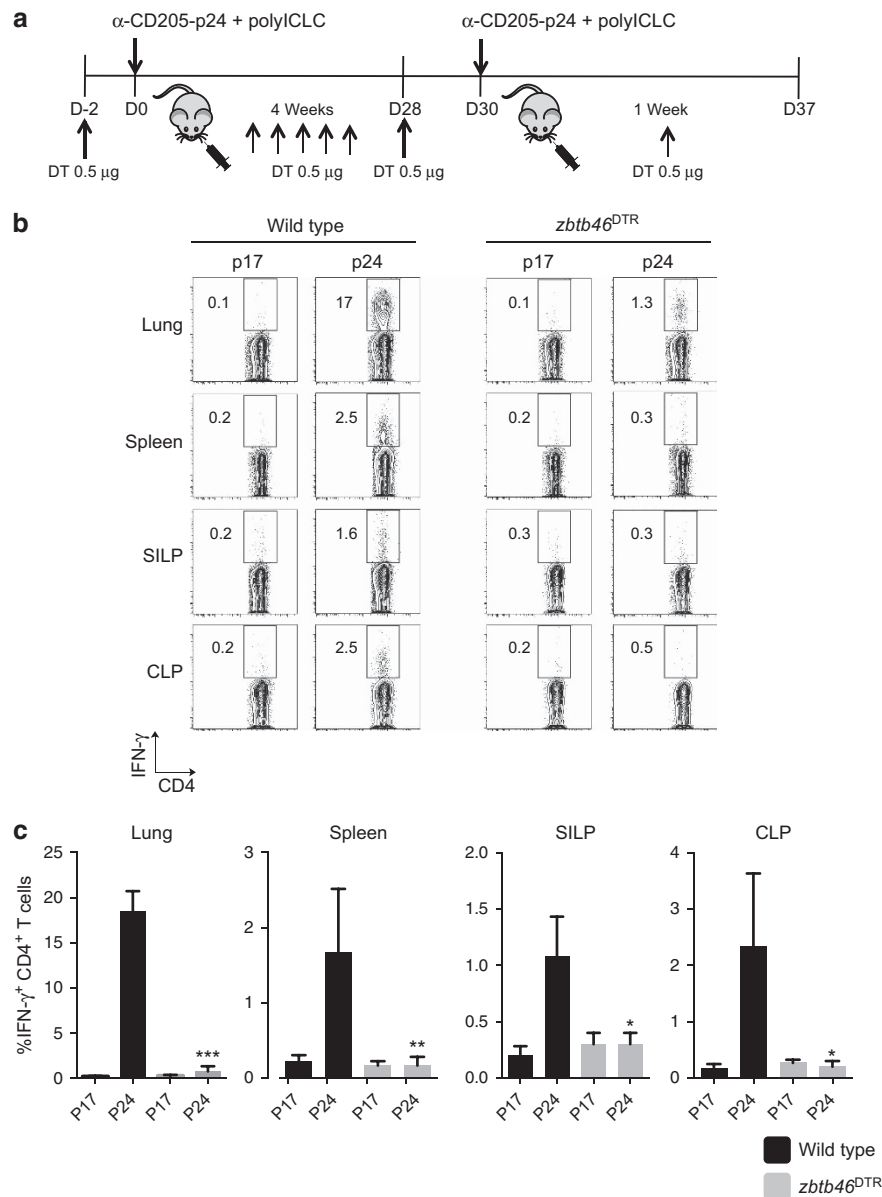 a
α-CD205-p24 + polyICLC α-CD205-p24 + polyICLC
D-2 D0 4 Weeks D28 D30 1 Week D37
DT 0.5 μg DT 0.5 μg DT 0.5 μg DT 0.5 μg
b
Wild type zbtb46DTR
p17 p24 p17 p24
Lung 0.1 17 0.1 1.3
Spleen 0.2 2.5 0.2 0.3
SILP 0.2 1.6 0.3 0.3
CLP 0.2 2.5 0.2 0.5
IFN-γ
CD4
c
Lung Spleen SILP CLP
%IFN-γ+ CD4+ T cells
25 20 15 10 5 0
*** 
P17 P24 P17 P24
3 2 1 0
**
P17 P24 P17 P24
2.0 1.5 1.0 0.5 0.0
*
P17 P24 P17 P24
4 3 2 1 0
*
P17 P24 P17 P24
Wild type
zbtb46DTR